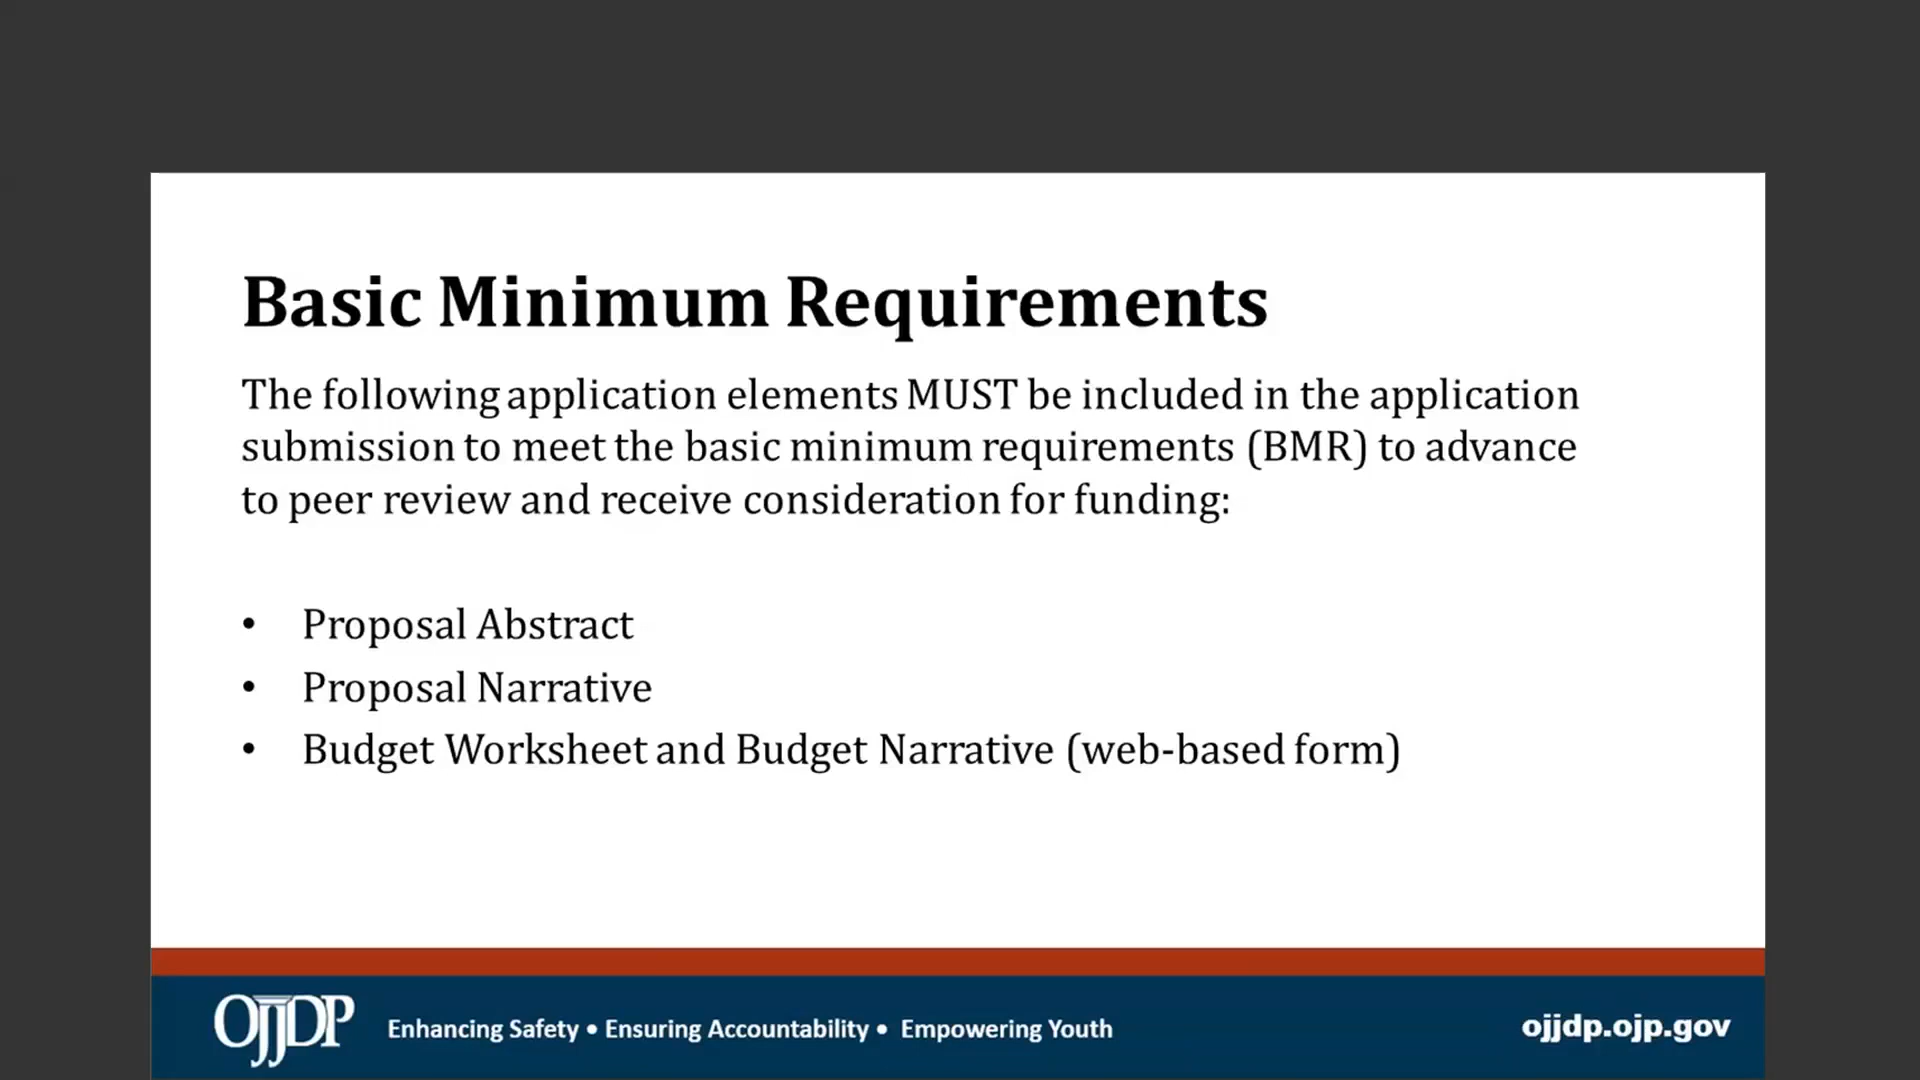 Basic Minimum Requirements
The following application elements MUST be included in the application
submission to meet the basic minimum requirements (BMR) to advance
to peer review and receive consideration for funding:
• Proposal Abstract
• Proposal Narrative
• Budget Worksheet and Budget Narrative (web-based form)
OJJDP Enhancing Safety • Ensuring Accountability • Empowering Youth ojjdp.ojp.gov